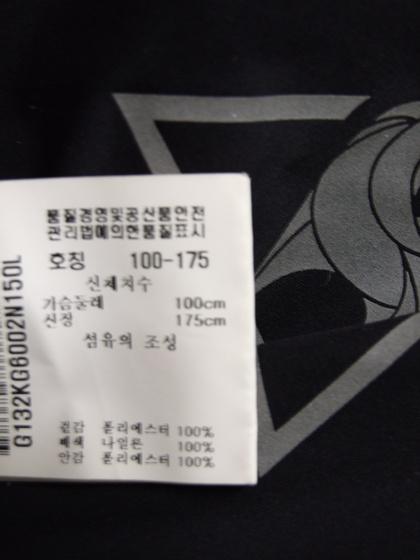 품질경영및공산품안전
관리법에의한품질표시
호칭 100-175
신체치수
가슴둘레 100cm
신장 175cm
섬유의 조성
겉감 폴리에스터 100%
배색 나일론 100%
안감 폴리에스터 100%
G132KG6002N150L